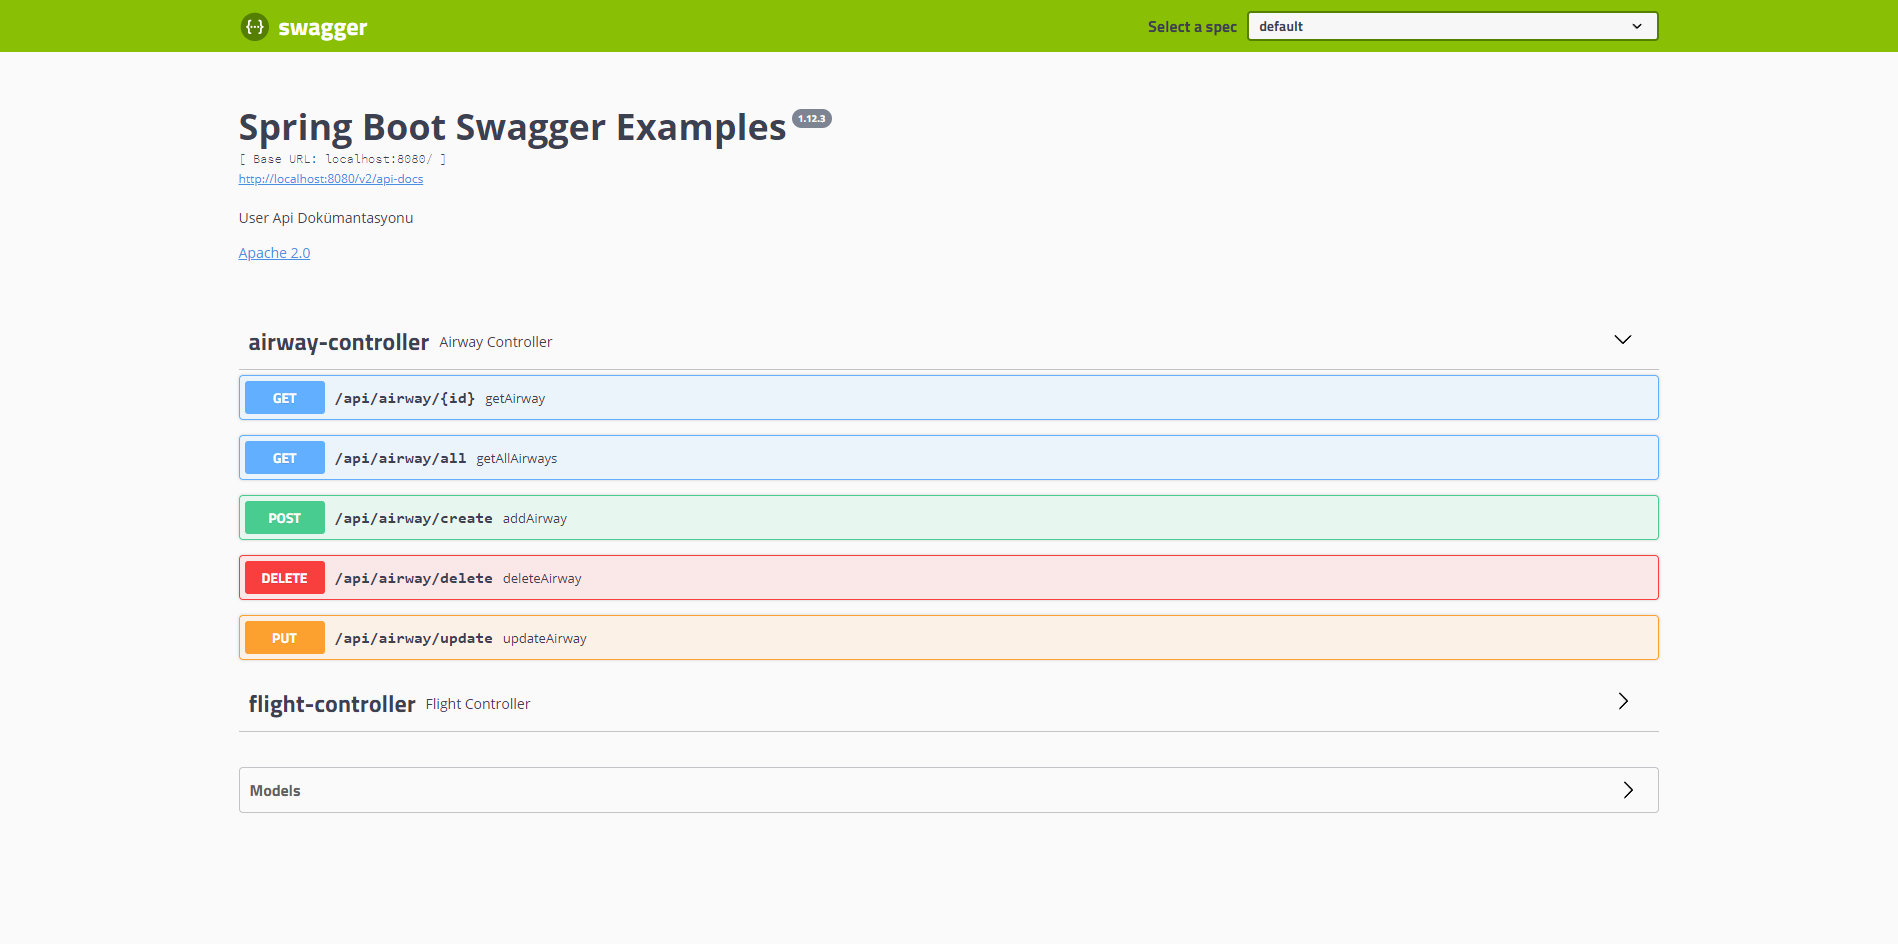 swagger
Select a spec default
Spring Boot Swagger Examples 1.12.3
[ Base URL: localhost:8080/ ]
http://localhost:8080/v2/api-docs
User Api Dokümantasyonu
Apache 2.0
airway-controller Airway Controller
GET /api/airway/{id} getAirway
GET /api/airway/all getAllAirways
POST /api/airway/create addAirway
DELETE /api/airway/delete deleteAirway
PUT /api/airway/update updateAirway
flight-controller Flight Controller
Models